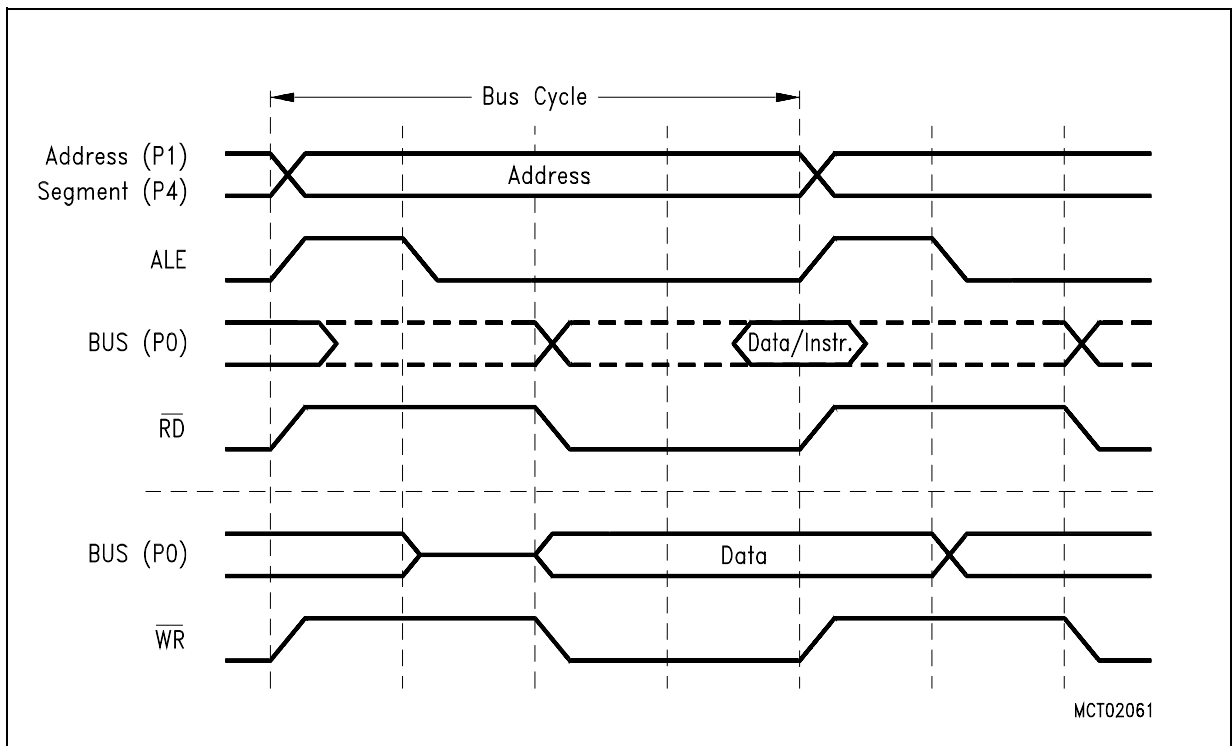 Bus Cycle
Address (P1)
Segment (P4)
Address
ALE
BUS (P0)
Data/Instr.
RD
BUS (P0)
Data
WR
MCT02061